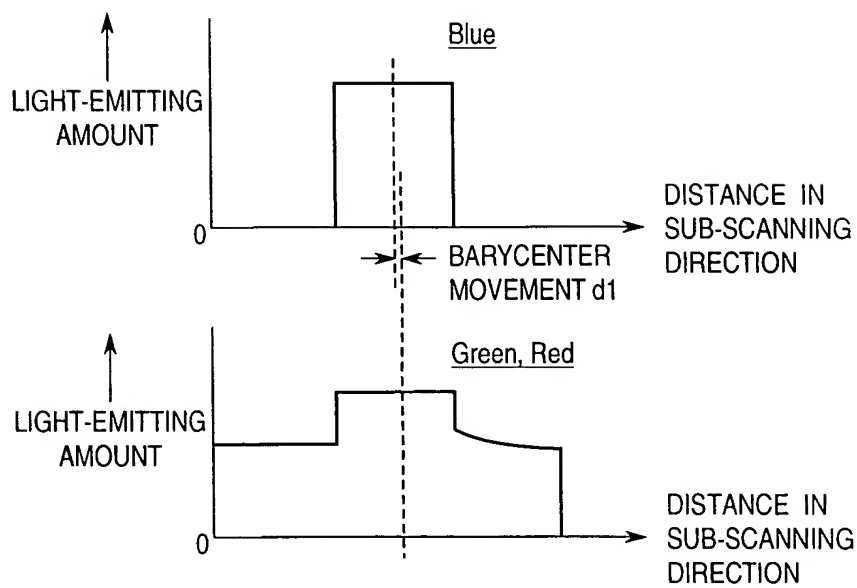 Blue
LIGHT-EMITTING
AMOUNT
0
DISTANCE IN
SUB-SCANNING
DIRECTION
BARYCENTER
MOVEMENT d1
Green, Red
LIGHT-EMITTING
AMOUNT
0
DISTANCE IN
SUB-SCANNING
DIRECTION